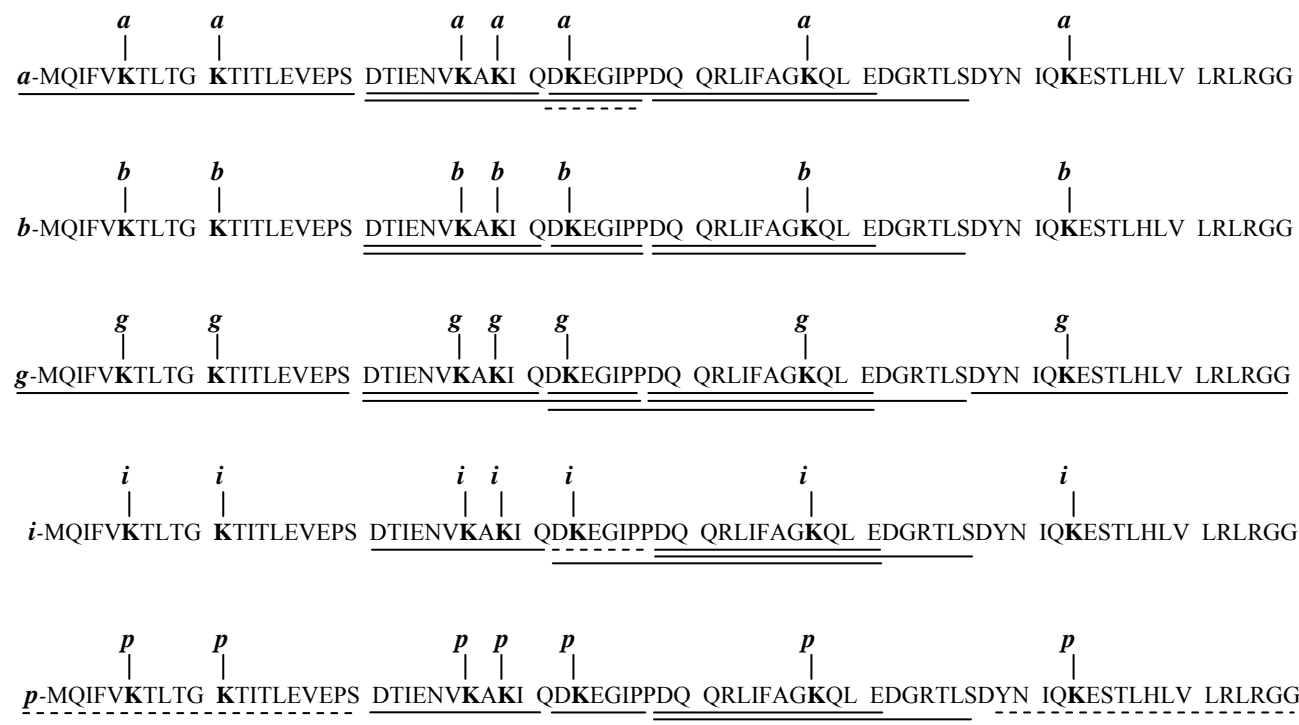 a a a a a a a
a-MQIFVKTLTG KTITLEVEPS DTIENVKAKI QDKEGIPPDQ QRLIFAGKQL EDGRTLSDYN IQKESTLHLV LRLRGG
b b b b b b b
b-MQIFVKTLTG KTITLEVEPS DTIENVKAKI QDKEGIPPDQ QRLIFAGKQL EDGRTLSDYN IQKESTLHLV LRLRGG
g g g g g g g
g-MQIFVKTLTG KTITLEVEPS DTIENVKAKI QDKEGIPPDQ QRLIFAGKQL EDGRTLSDYN IQKESTLHLV LRLRGG
i i i i i i i
i-MQIFVKTLTG KTITLEVEPS DTIENVKAKI QDKEGIPPDQ QRLIFAGKQL EDGRTLSDYN IQKESTLHLV LRLRGG
p p p p p p p
p-MQIFVKTLTG KTITLEVEPS DTIENVKAKI QDKEGIPPDQ QRLIFAGKQL EDGRTLSDYN IQKESTLHLV LRLRGG